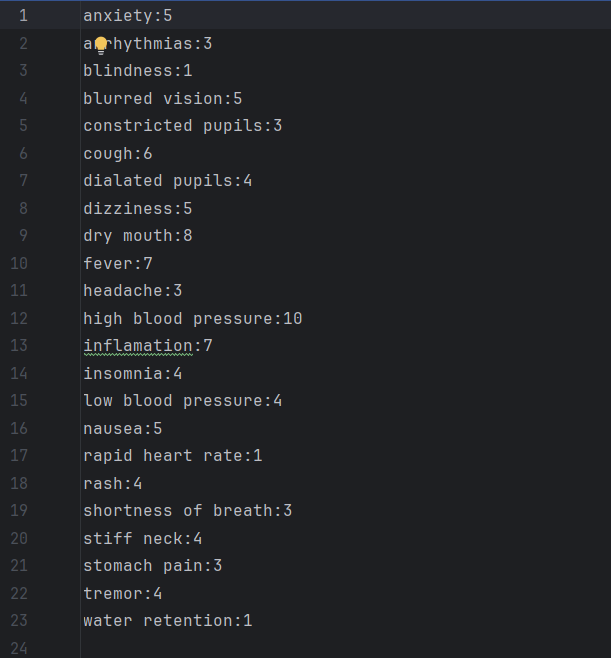 1 anxiety:5
2 arrhythmias:3
3 blindness:1
4 blurred vision:5
5 constricted pupils:3
6 cough:6
7 dialated pupils:4
8 dizziness:5
9 dry mouth:8
10 fever:7
11 headache:3
12 high blood pressure:10
13 inflamation:7
14 insomnia:4
15 low blood pressure:4
16 nausea:5
17 rapid heart rate:1
18 rash:4
19 shortness of breath:3
20 stiff neck:4
21 stomach pain:3
22 tremor:4
23 water retention:1
24